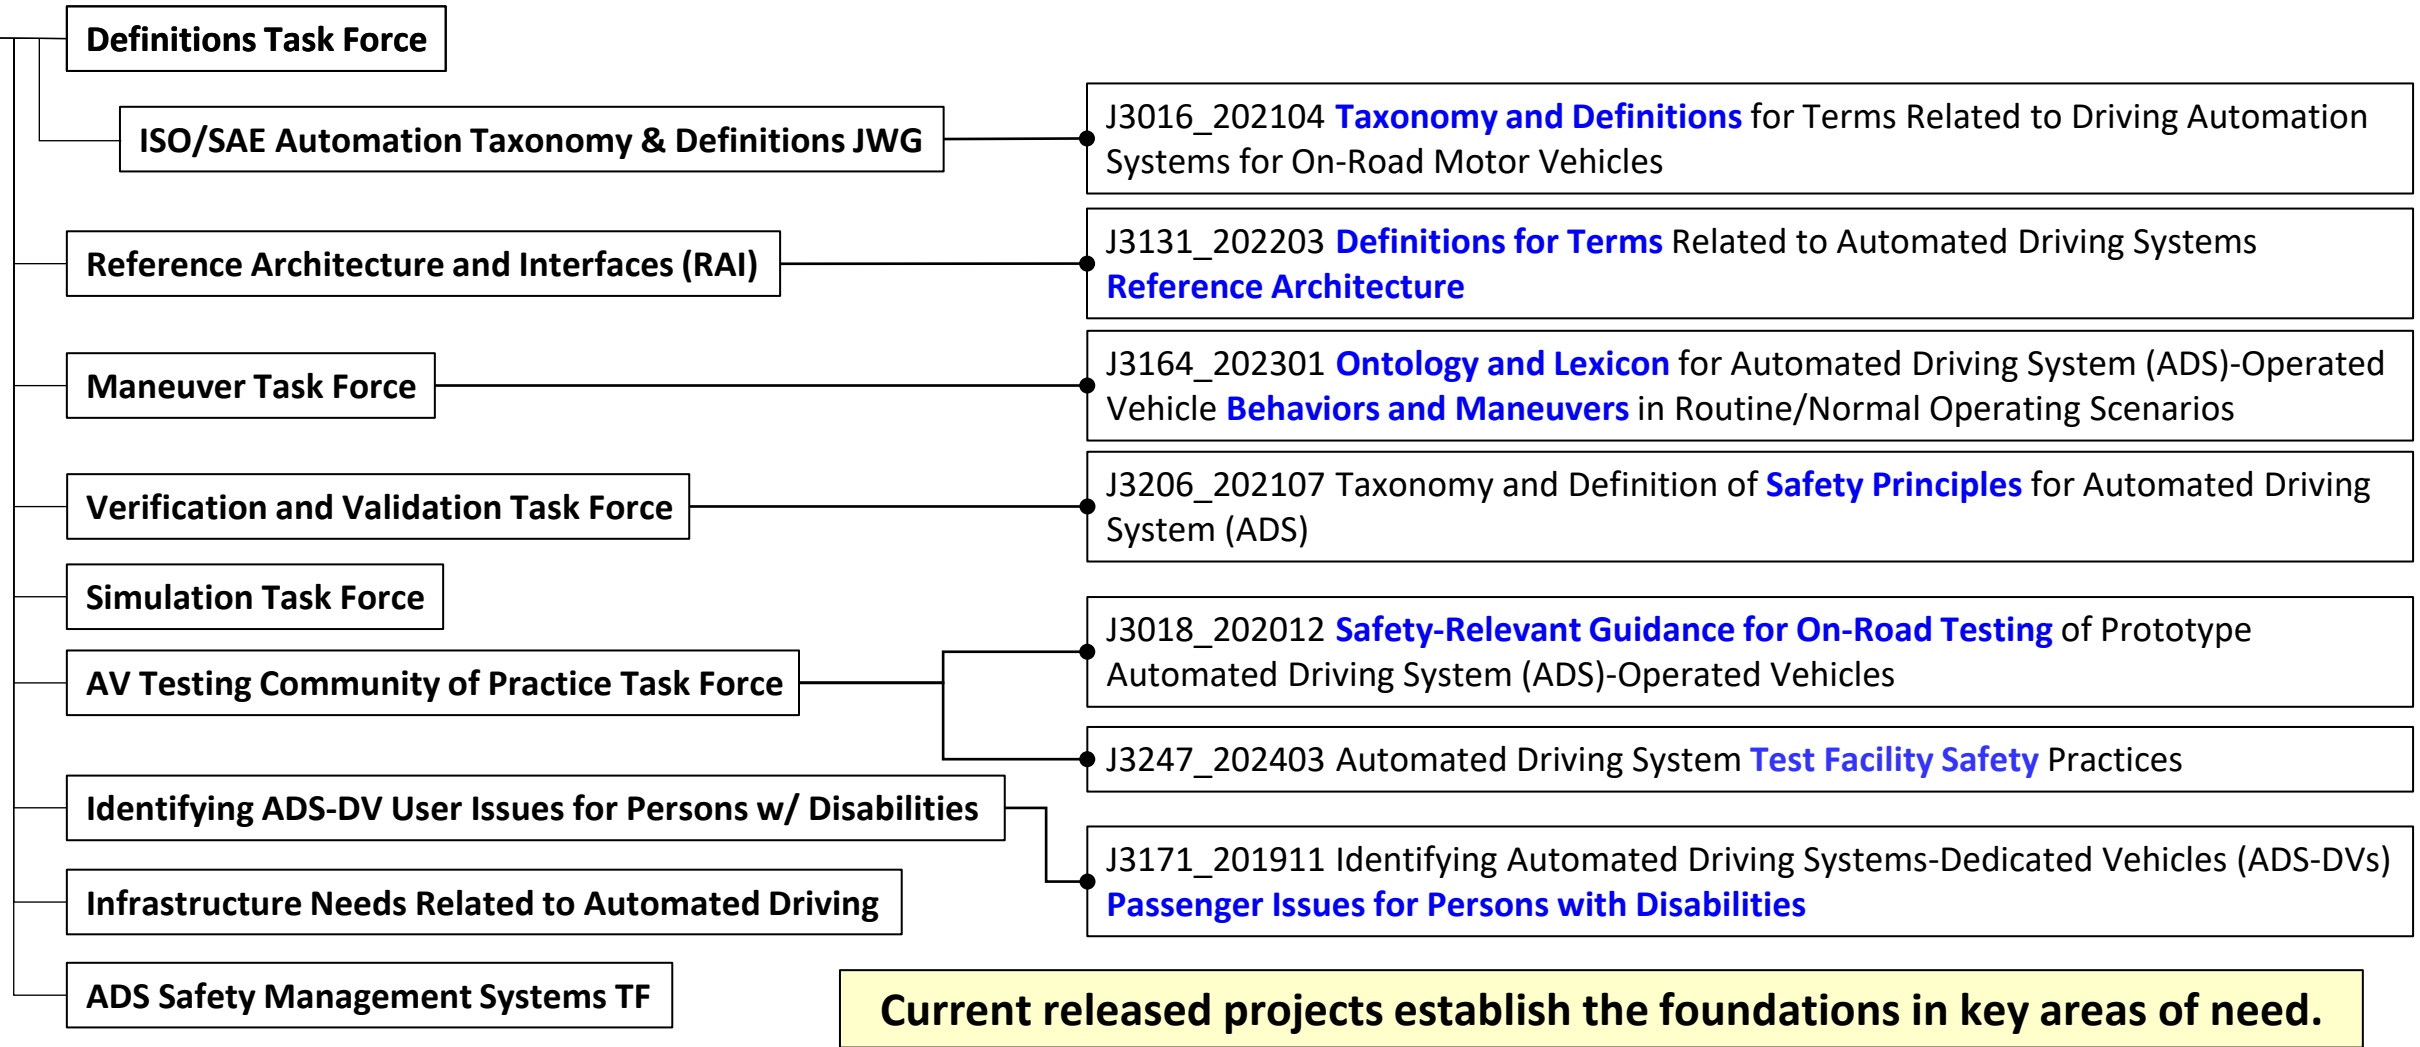 Definitions Task Force
ISO/SAE Automation Taxonomy & Definitions JWG
J3016_202104 Taxonomy and Definitions for Terms Related to Driving Automation
Systems for On-Road Motor Vehicles
Reference Architecture and Interfaces (RAI)
J3131_202203 Definitions for Terms Related to Automated Driving Systems
Reference Architecture
Maneuver Task Force
J3164_202301 Ontology and Lexicon for Automated Driving System (ADS)-Operated
Vehicle Behaviors and Maneuvers in Routine/Normal Operating Scenarios
Verification and Validation Task Force
J3206_202107 Taxonomy and Definition of Safety Principles for Automated Driving
System (ADS)
Simulation Task Force
AV Testing Community of Practice Task Force
J3018_202012 Safety-Relevant Guidance for On-Road Testing of Prototype
Automated Driving System (ADS)-Operated Vehicles
J3247_202403 Automated Driving System Test Facility Safety Practices
Identifying ADS-DV User Issues for Persons w/ Disabilities
J3171_201911 Identifying Automated Driving Systems-Dedicated Vehicles (ADS-DVs)
Passenger Issues for Persons with Disabilities
Infrastructure Needs Related to Automated Driving
ADS Safety Management Systems TF
Current released projects establish the foundations in key areas of need.